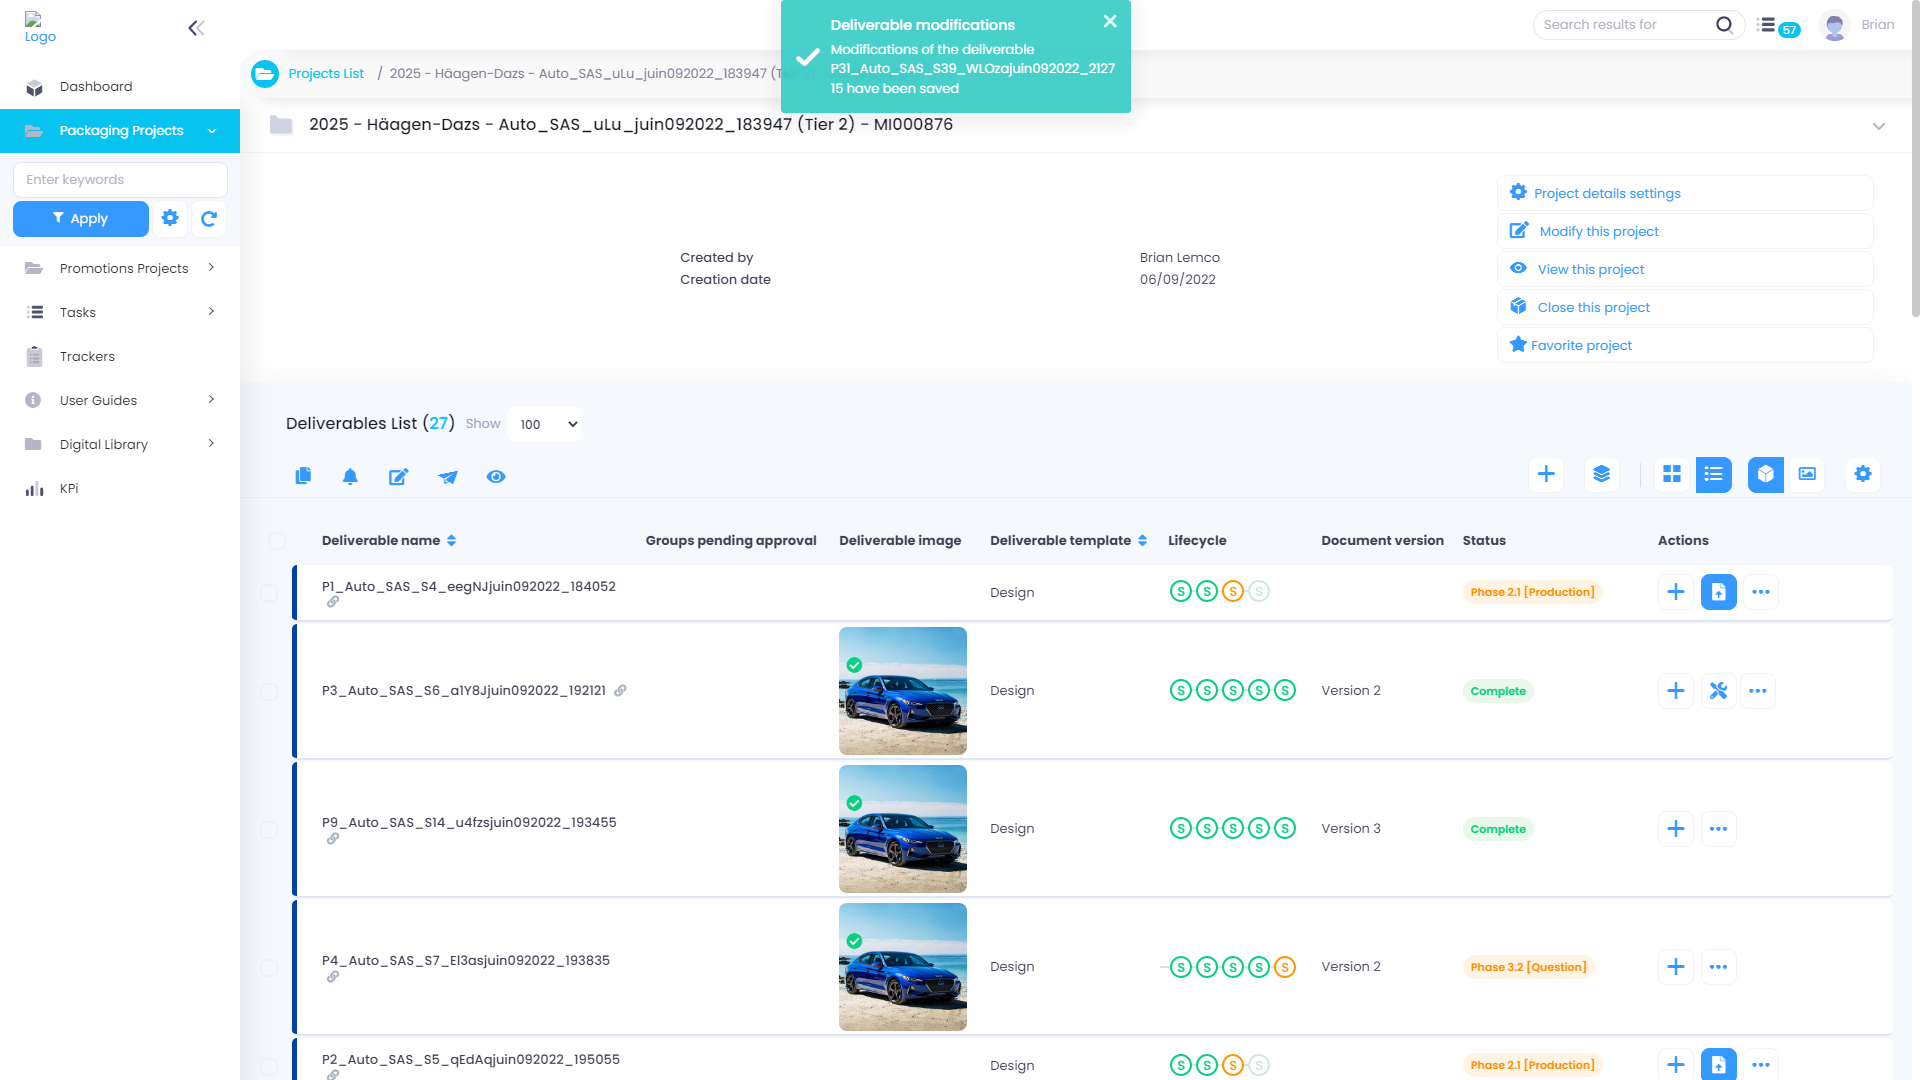 Logo
Deliverable modifications
Modifications of the deliverable
P31_Auto_SAS_S39_WLOzajuin092022_2127
15 have been saved
Search results for
57
Brian
Projects List / 2025 - Häagen-Dazs - Auto_SAS_uLu_juin092022_183947
2025 - Häagen-Dazs - Auto_SAS_uLu_juin092022_183947 (Tier 2) - MI000876
Dashboard
Packaging Projects
Enter keywords
Apply
Promotions Projects
Tasks
Trackers
User Guides
Digital Library
KPi
Created by Brian Lemco
Creation date 06/09/2022
Project details settings
Modify this project
View this project
Close this project
Favorite project
Deliverables List (27) Show 100
Deliverable name Groups pending approval Deliverable image Deliverable template Lifecycle Document version Status Actions
P1_Auto_SAS_S4_eegNJjuin092022_184052 Design S S S S Phase 2.1 [Production]
P3_Auto_SAS_S6_a1Y8Jjuin092022_192121 Design S S S S S Version 2 Complete
P9_Auto_SAS_S14_u4fzsjuin092022_193455 Design S S S S S Version 3 Complete
P4_Auto_SAS_S7_El3asjuin092022_193835 Design S S S S S Version 2 Phase 3.2 [Question]
P2_Auto_SAS_S5_qEdAqjuin092022_195055 Design S S S S Phase 2.1 [Production]